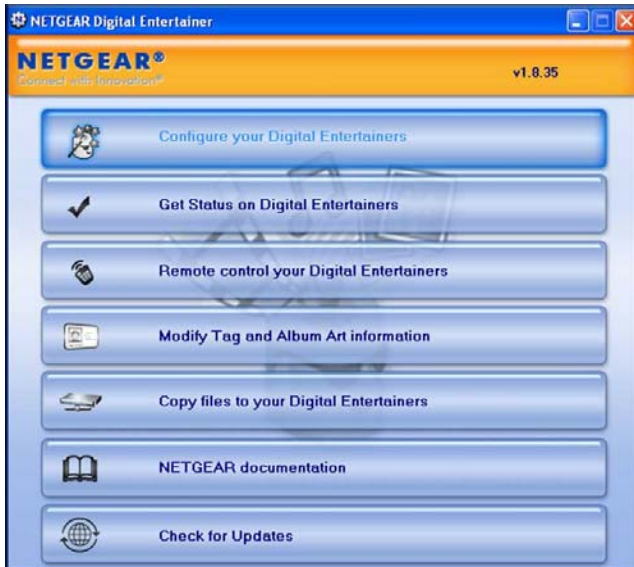 NETGEAR Digital Entertainer
NETGEAR®
Connect with Innovation®
v1.8.35
Configure your Digital Entertainers
Get Status on Digital Entertainers
Remote control your Digital Entertainers
Modify Tag and Album Art information
Copy files to your Digital Entertainers
NETGEAR documentation
Check for Updates